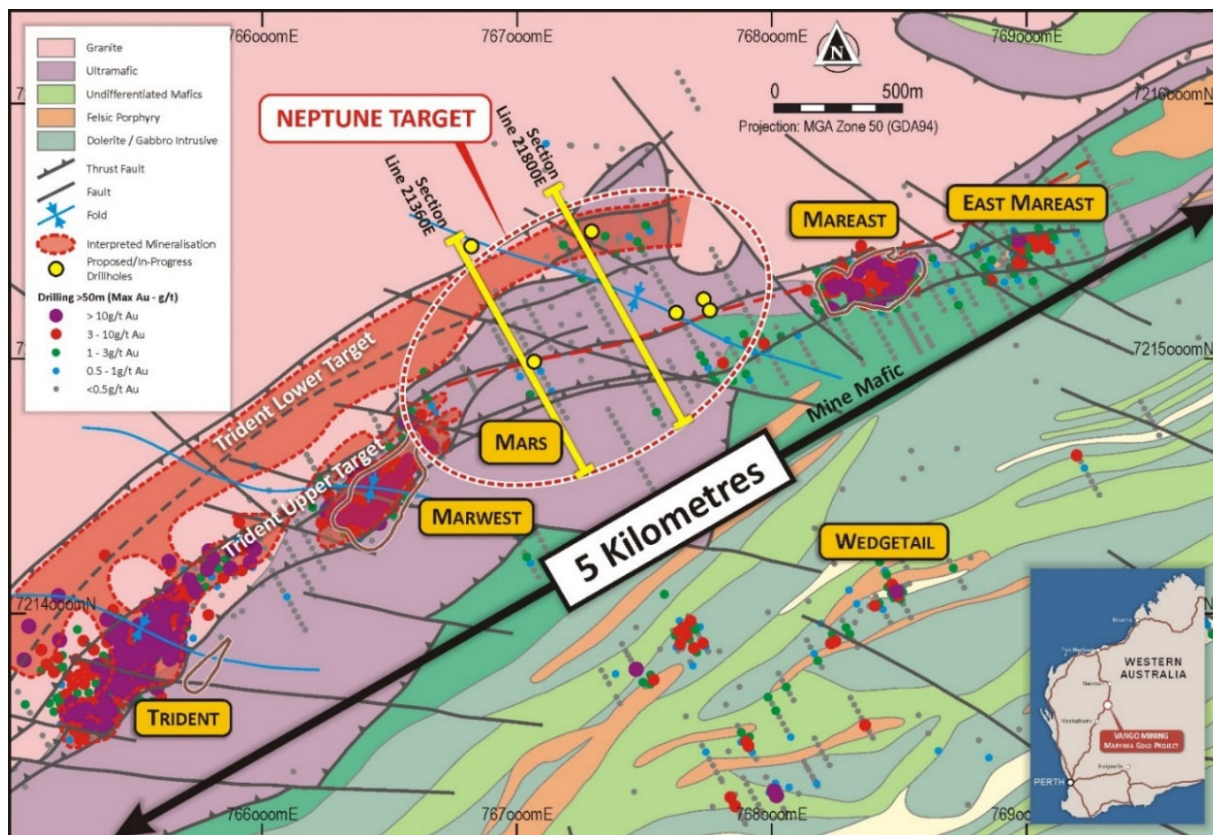 766000mE
767000mE
768000mE
769000mE
Granite
Ultramafic
Undifferentiated Mafics
Felsic Porphyry
Dolerite / Gabbro Intrusive
Thrust Fault
Fault
Fold
Interpreted Mineralisation
Proposed/In-Progress
Drillholes
Drilling >50m (Max Au - g/t)
> 10g/t Au
3 - 10g/t Au
1 - 3g/t Au
0.5 - 1g/t Au
<0.5g/t Au
N
0
500m
Projection: MGA Zone 50 (GDA94)
7216000mN
NEPTUNE TARGET
Section
Line 21800E
Section
Line 21360E
MAREAST
EAST MAREAST
7215000mN
Trident Lower Target
Mine Mafic
MARS
Trident Upper Target
MARWEST
5 Kilometres
WEDGETAIL
7214000mN
TRIDENT
WESTERN
AUSTRALIA
VANGO MINING
MARYMIA GOLD PROJECT
PERTH
766000mE
767000mE
768000mE